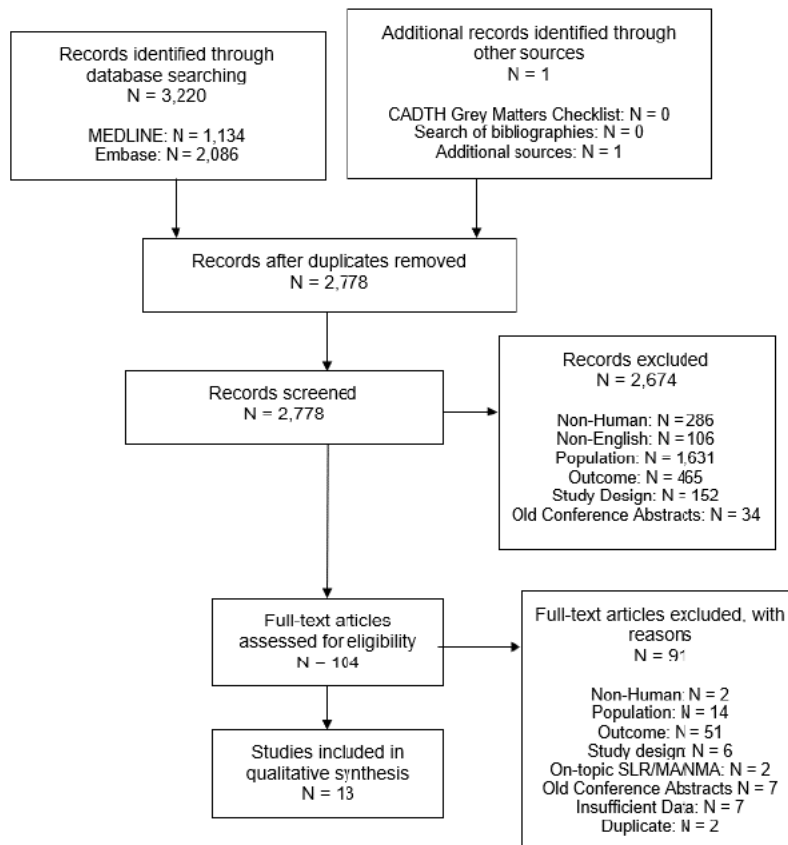 Records identified through
database searching
N = 3,220
MEDLINE: N = 1,134
Embase: N = 2,086
Additional records identified through
other sources
N = 1
CADTH Grey Matters Checklist: N = 0
Search of bibliographies: N = 0
Additional sources: N = 1
Records after duplicates removed
N = 2,778
Records screened
N = 2,778
Records excluded
N = 2,674
Non-Human: N = 286
Non-English: N = 106
Population: N = 1,631
Outcome: N = 465
Study Design: N = 152
Old Conference Abstracts: N = 34
Full-text articles
assessed for eligibility
N = 104
Full-text articles excluded, with
reasons
N = 91
Non-Human: N = 2
Population: N = 14
Outcome: N = 51
Study design: N = 6
On-topic SLR/MA/NMA: N = 2
Old Conference Abstracts N = 7
Insufficient Data: N = 7
Duplicate: N = 2
Studies included in
qualitative synthesis
N = 13